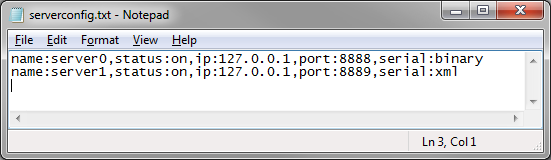 serverconfig.txt - Notepad
File Edit Format View Help
name:server0,status:on,ip:127.0.0.1,port:8888,serial:binary
name:server1,status:on,ip:127.0.0.1,port:8889,serial:xml
Ln 3, Col 1